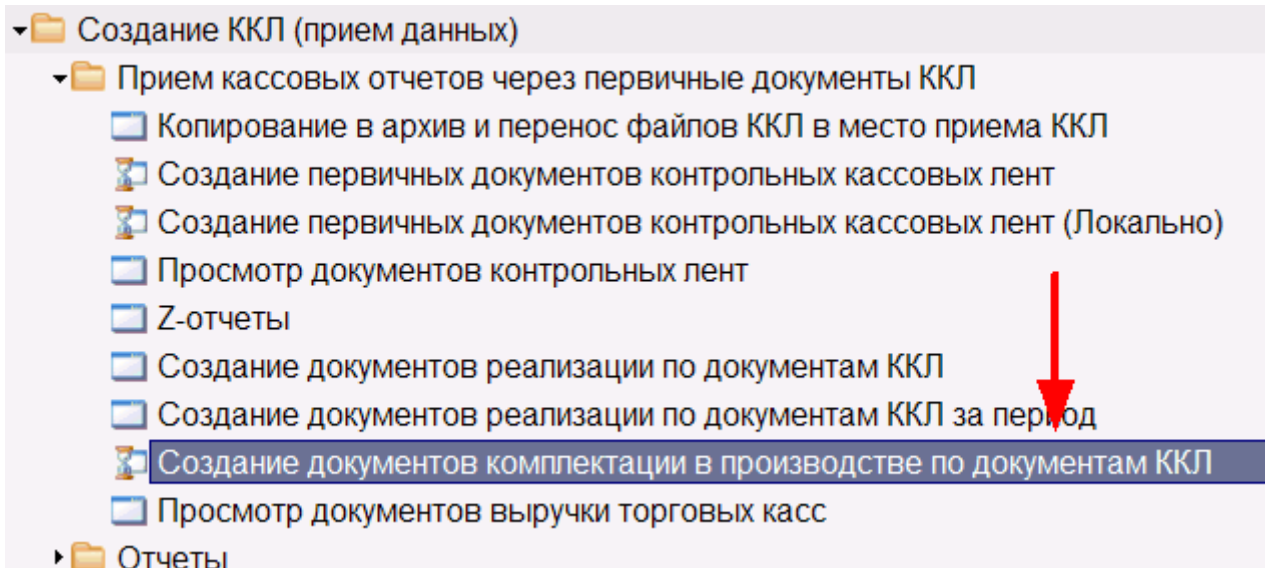 Создание ККЛ (прием данных)
Прием кассовых отчетов через первичные документы ККЛ
Копирование в архив и перенос файлов ККЛ в место приема ККЛ
Создание первичных документов контрольных кассовых лент
Создание первичных документов контрольных кассовых лент (Локально)
Просмотр документов контрольных лент
Z-отчеты
Создание документов реализации по документам ККЛ
Создание документов реализации по документам ККЛ за период
Создание документов комплектации в производстве по документам ККЛ
Просмотр документов выручки торговых касс
Отчеты